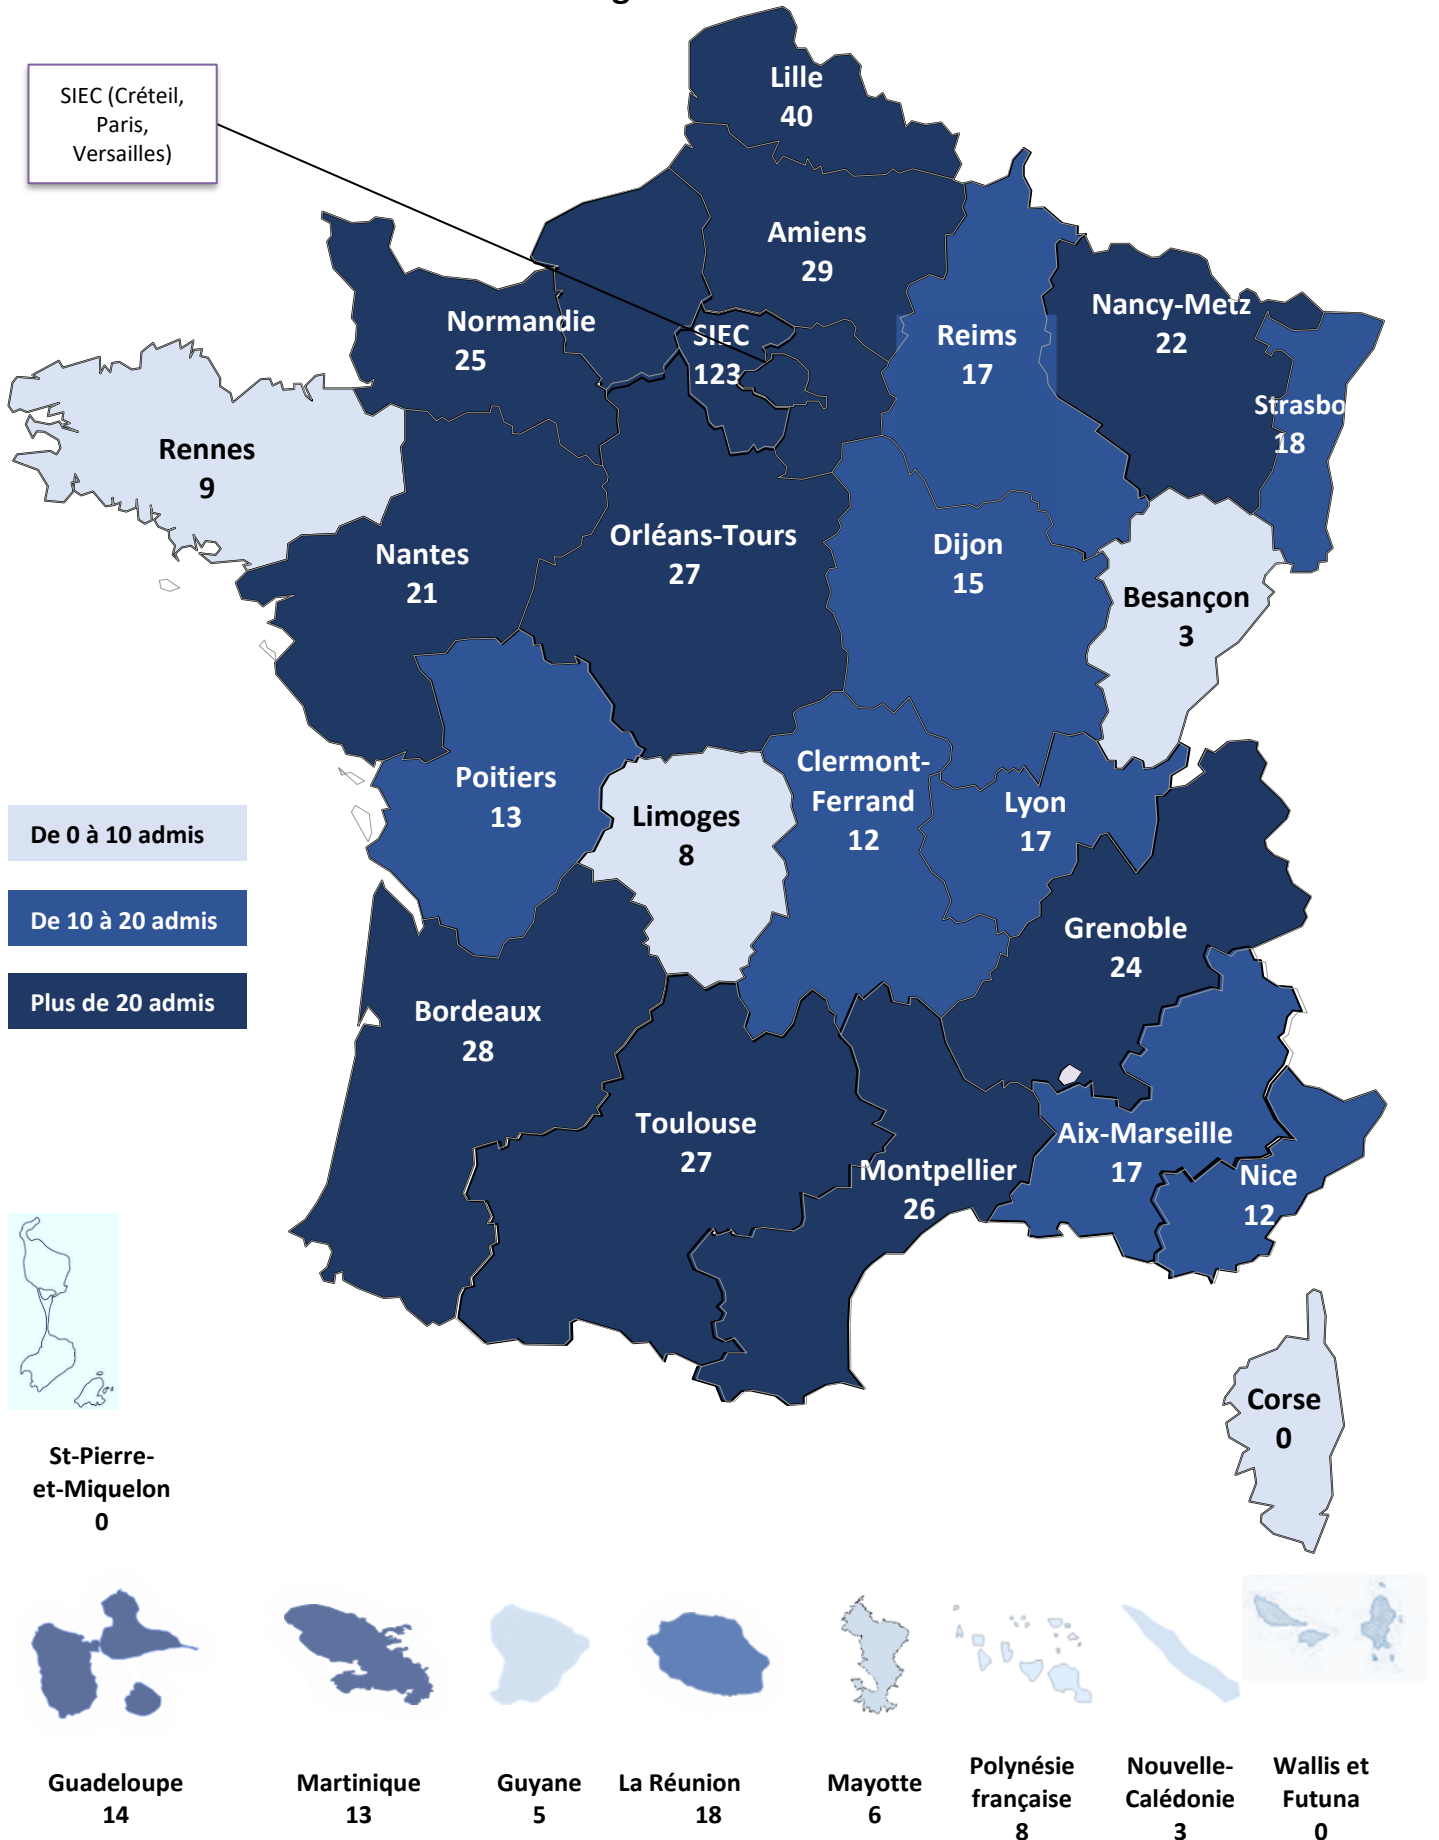 g
SIEC (Créteil,
Paris,
Versailles)
Lille
40
Amiens
29
Normandie
25
SIEC
123
Reims
17
Nancy-Metz
22
Strasbo
18
Rennes
9
Nantes
21
Orléans-Tours
27
Dijon
15
Besançon
3
Poitiers
13
Limoges
8
Clermont-
Ferrand
12
Lyon
17
De 0 à 10 admis
De 10 à 20 admis
Plus de 20 admis
Grenoble
24
Bordeaux
28
Toulouse
27
Montpellier
26
Aix-Marseille
17
Nice
12
Corse
0
St-Pierre-
et-Miquelon
0
Guadeloupe
14
Martinique
13
Guyane
5
La Réunion
18
Mayotte
6
Polynésie
française
8
Nouvelle-
Calédonie
3
Wallis et
Futuna
0